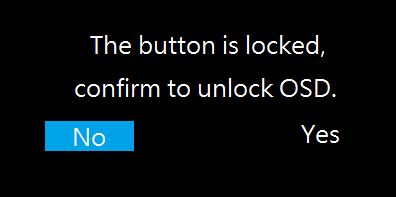 The button is locked,
confirm to unlock OSD.
No Yes